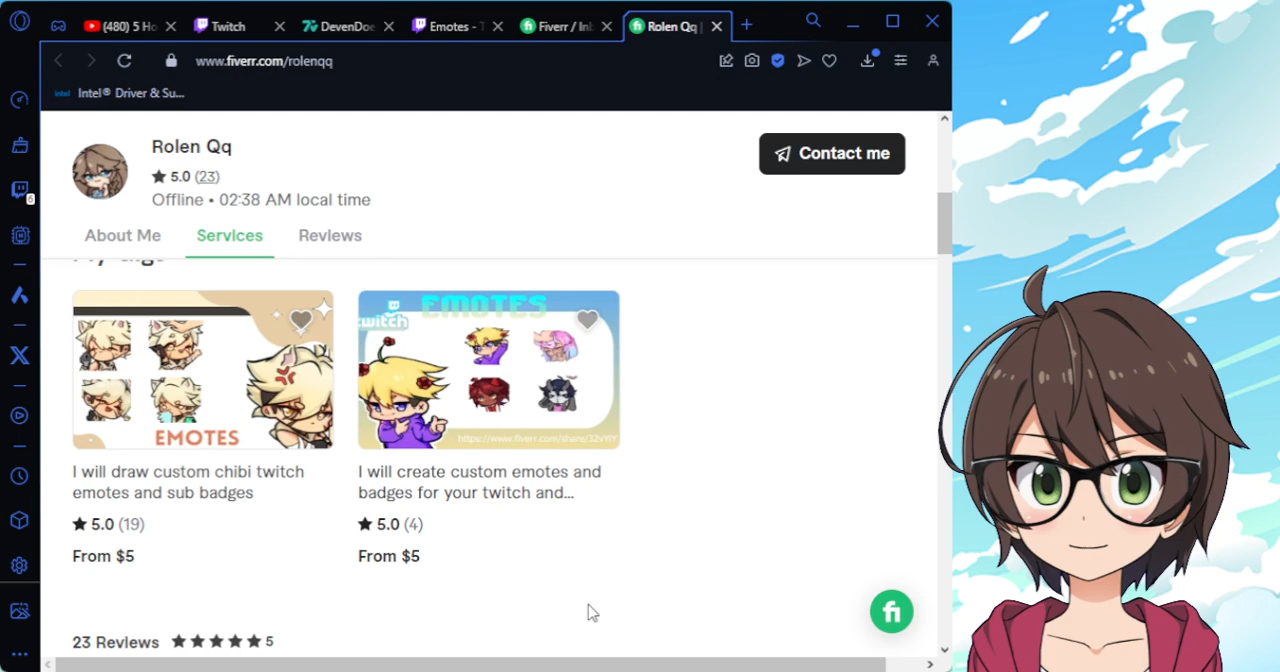 (480) 5 Ho
Twitch
DevenDoe
Emotes - T
Fiverr / Inb
Rolen Qq |
www.fiverr.com/rolenqq
intel Intel® Driver & Su...
6
Rolen Qq
5.0 (23)
Offline • 02:38 AM local time
Contact me
About Me
Services
Reviews
EMOTES
twitch
EMOTES
I will draw custom chibi twitch
emotes and sub badges
5.0 (19)
From $5
I will create custom emotes and
badges for your twitch and...
5.0 (4)
From $5
fi
23 Reviews
5